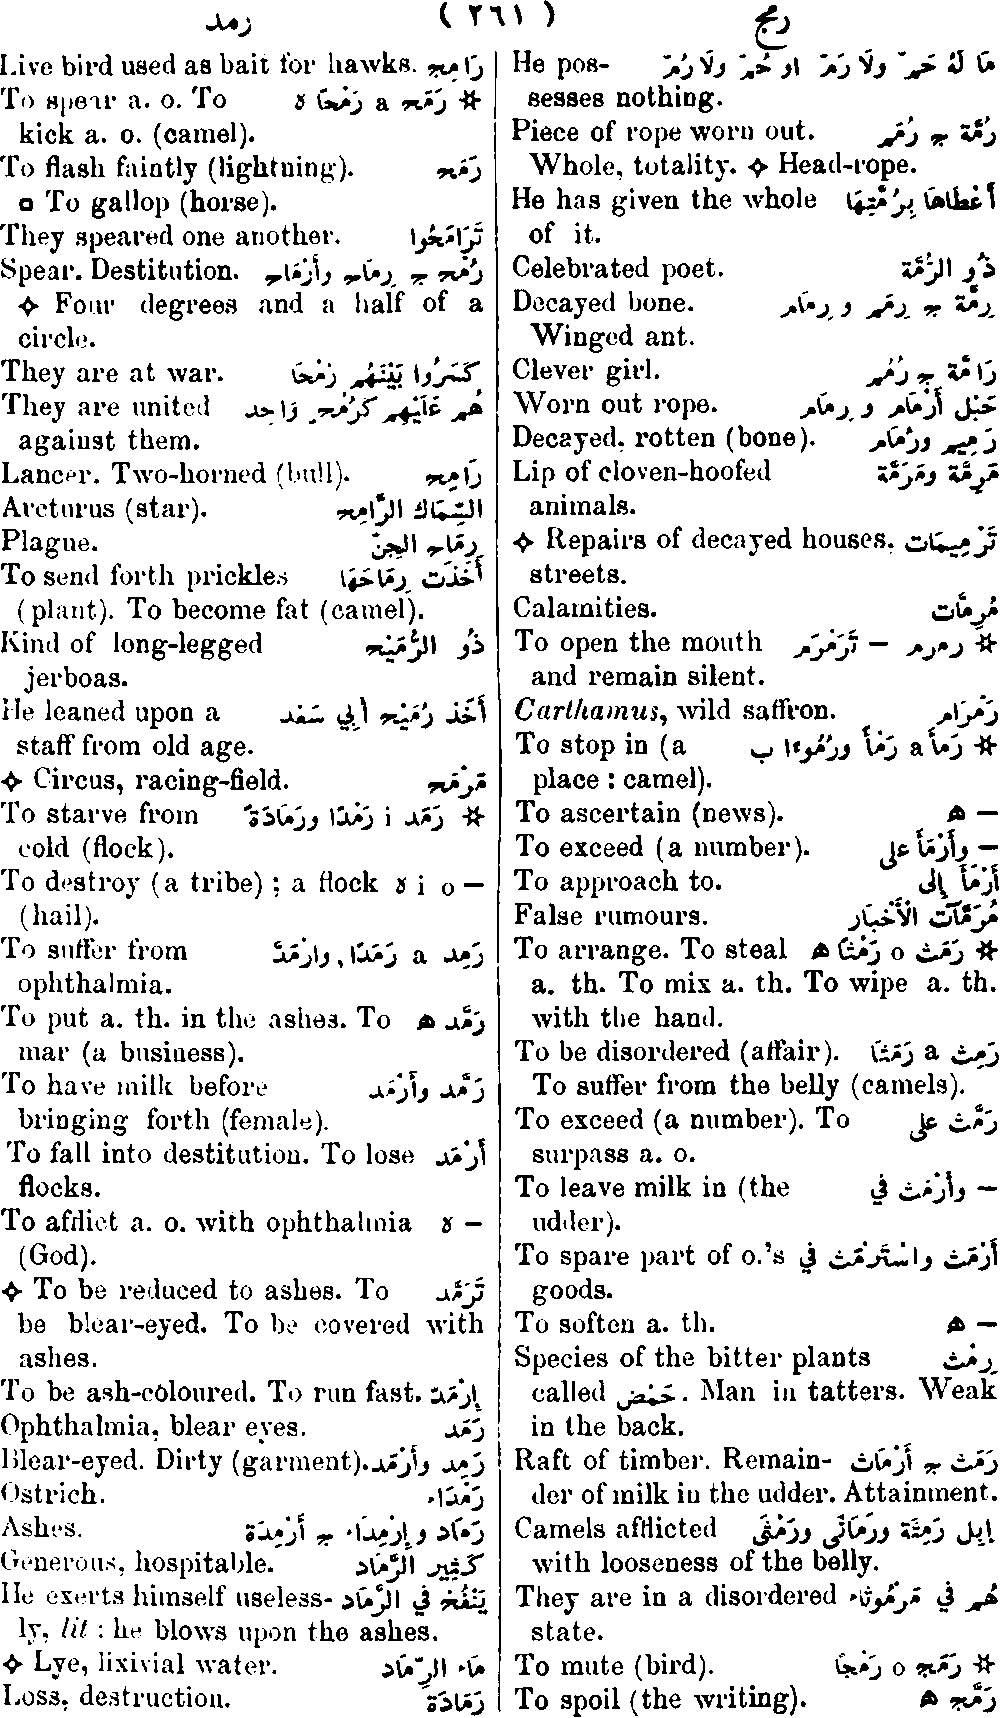 رمج ( ٢٦١ ) رمد
He pos- مَا لَهُ حَمّ وَلَا رَمّ او حُمّ وَلَا رُمّ
sesses nothing.
Piece of rope worn out. رُمَّة ج رُمَم
Whole, totality. ✧ Head-rope.
He has given the whole أَعْطَاهَا بِرُمَّتِهَا
of it.
Celebrated poet. ذُو الرُّمَّة
Decayed bone. رِمَّة ج رِمَم و رِمَام
Winged ant.
Clever girl. رَامَّة ج رُمُم
Worn out rope. حَبْل أَرْمَام و رِمَام
Decayed, rotten (bone). رَمِيم ورُمَام
Lip of cloven-hoofed مَرِمَّة ومَرَمَّة
animals.
✧ Repairs of decayed houses, تَرْمِيمَات
streets.
Calamities. مُرِمَّات
To open the mouth ✲ رمرم – تَرَمْرَم
and remain silent.
Carthamus, wild saffron. رَمْرَام
To stop in (a ✲ رَمَأَ a رَمْأً ورُمُوءًا ب
place : camel).
To ascertain (news). – ه
To exceed (a number). – وأَرْمَأَ على
To approach to. أَرْمَأَ إلى
False rumours. مُرَمَّآت الْأَخْبَار
To arrange. To steal ✲ رَمَث o رَمْثًا ه
a. th. To mix a. th. To wipe a. th.
with the hand.
To be disordered (affair). رَمِث a رَمَثًا
To suffer from the belly (camels).
To exceed (a number). To رَمَّث على
surpass a. o.
To leave milk in (the – وأَرْمَث في
udder).
To spare part of o.'s أَرْمَث واسْتَرْمَث في
goods.
To soften a. th. – ه
Species of the bitter plants رِمْث
called حَمْض. Man in tatters. Weak
in the back.
Raft of timber. Remain- رَمَث ج أَرْمَاث
der of milk in the udder. Attainment.
Camels afflicted إِبِل رَمِثَة ورَمَاثَى ورَمْثَى
with looseness of the belly.
They are in a disordered هُم في مَرْمُوثَاء
state.
To mute (bird). ✲ رَمَج o رَمْجًا
To spoil (the writing). رَمَّج ه
Live bird used as bait for hawks. رَامِج
To spear a. o. To ✲ رَمَح a رَمْحًا ه
kick a. o. (camel).
To flash faintly (lightning). رَمَح
◘ To gallop (horse).
They speared one another. تَرَامَحُوا
Spear. Destitution. رُمْح ج رِمَاح وأَرْمَاح
✧ Four degrees and a half of a
circle.
They are at war. كَسَرُوا بَيْنَهُم رُمْحًا
They are united هُم عَلَيْهِم كَرُمْحٍ وَاحِد
against them.
Lancer. Two-horned (bull). رَامِح
Arcturus (star). السِّمَاك الرَّامِح
Plague. رِمَاح الجِنّ
To send forth prickles أَخَذَت رِمَاحَهَا
(plant). To become fat (camel).
Kind of long-legged ذُو الرُّمَيْح
jerboas.
He leaned upon a أَخَذ رُمَيْح أَبِي سَعْد
staff from old age.
✧ Circus, racing-field. مَرْمَح
To starve from ✲ رَمَد i رَمْدًا ورَمَادَةً
cold (flock).
To destroy (a tribe) ; a flock – o i ه
(hail).
To suffer from رَمِد a رَمَدًا, وارْمَدَّ
ophthalmia.
To put a. th. in the ashes. To رَمَّد ه
mar (a business).
To have milk before رَمَّد وأَرْمَد
bringing forth (female).
To fall into destitution. To lose أَرْمَد
flocks.
To afflict a. o. with ophthalmia – ه
(God).
✧ To be reduced to ashes. To تَرَمَّد
be blear-eyed. To be covered with
ashes.
To be ash-coloured. To run fast. إِرْمَدَّ
Ophthalmia, blear eyes. رَمَد
Blear-eyed. Dirty (garment). رَمِد وأَرْمَد
Ostrich. رَمْدَاء
Ashes. رَمَاد وإِرْمِدَاء ج أَرْمِدَة
Generous, hospitable. كَثِير الرَّمَاد
He exerts himself useless- يَنْفُخ في الرَّمَاد
ly, lit : he blows upon the ashes.
✧ Lye, lixivial water. مَاء الرَّمَاد
Loss, destruction. رَمَادَة